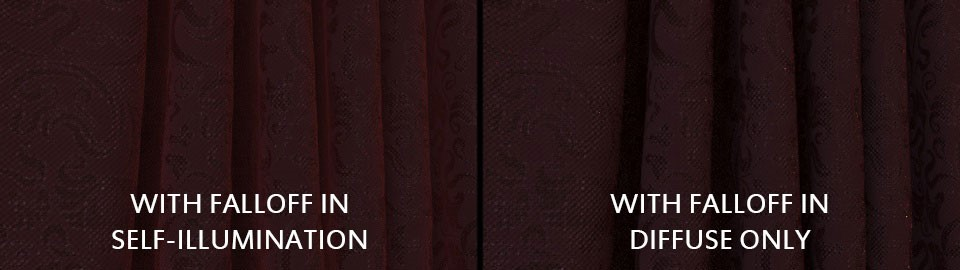 WITH FALLOFF IN
SELF-ILLUMINATION
WITH FALLOFF IN
DIFFUSE ONLY